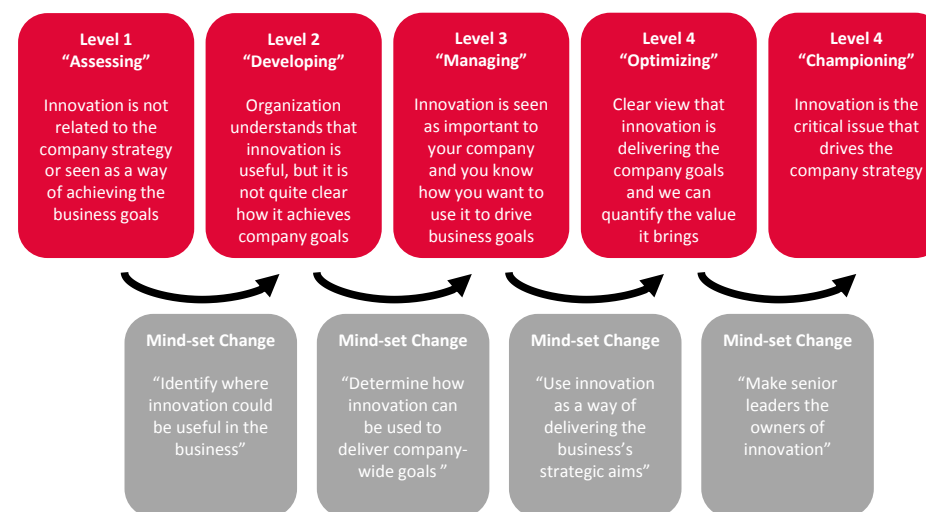 Level 1
“Assessing”
Innovation is not
related to the
company strategy
or seen as a way
of achieving the
business goals
Level 2
“Developing”
Organization
understands that
innovation is
useful, but it is
not quite clear
how it achieves
company goals
Level 3
“Managing”
Innovation is seen
as important to
your company
and you know
how you want to
use it to drive
business goals
Level 4
“Optimizing”
Clear view that
innovation is
delivering the
company goals
and we can
quantify the value
it brings
Level 4
“Championing”
Innovation is the
critical issue that
drives the
company strategy
Mind-set Change
“Identify where
innovation could
be useful in the
business”
Mind-set Change
“Determine how
innovation can
be used to
deliver company-
wide goals ”
Mind-set Change
“Use innovation
as a way of
delivering the
business’s
strategic aims”
Mind-set Change
“Make senior
leaders the
owners of
innovation”